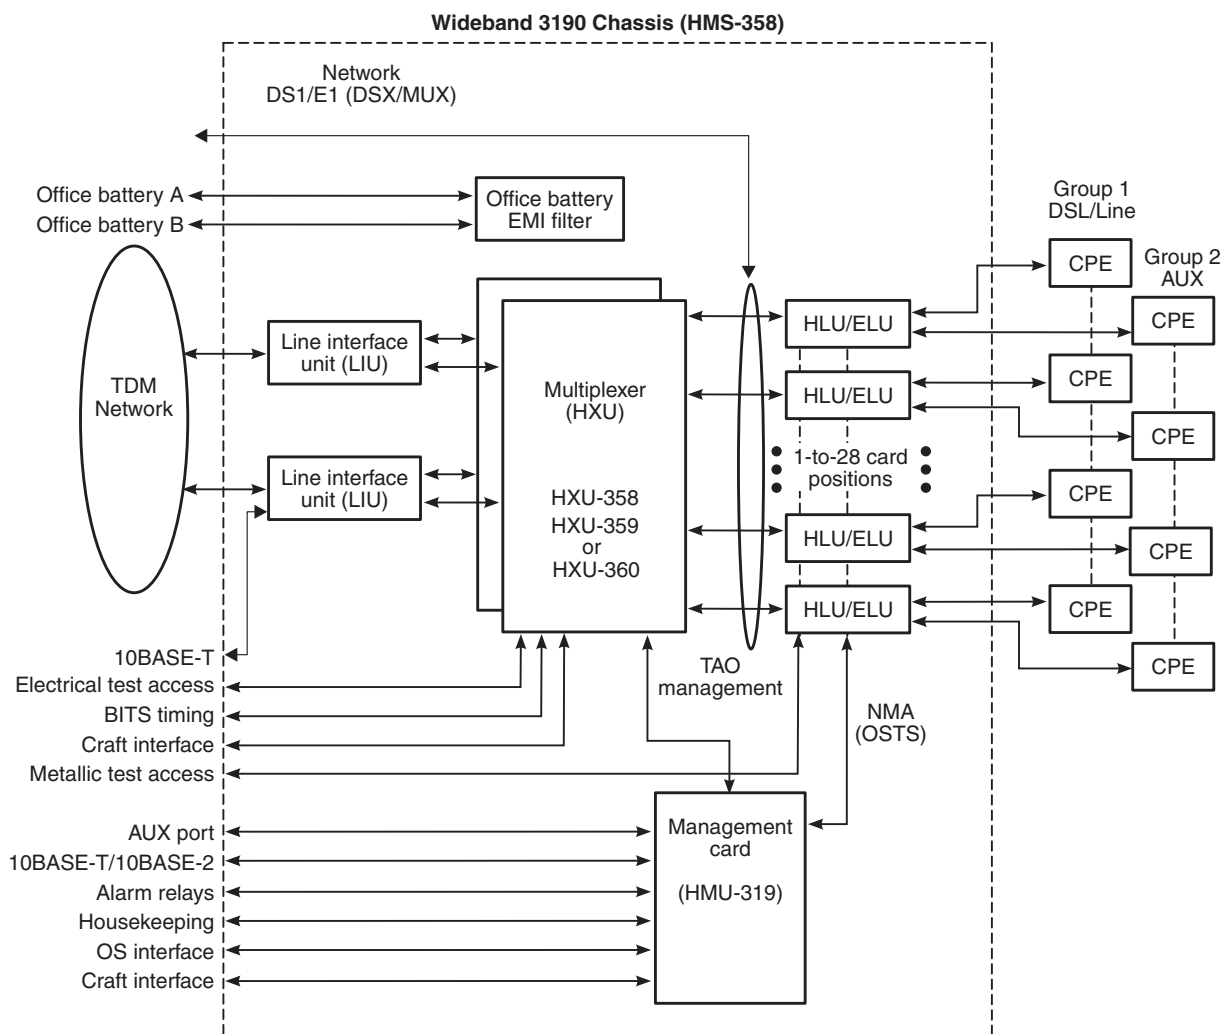 Wideband 3190 Chassis (HMS-358)
Network
DS1/E1 (DSX/MUX)
Office battery A
Office battery B
Office battery
EMI filter
Group 1
DSL/Line
Group 2
AUX
CPE
CPE
CPE
CPE
CPE
CPE
CPE
CPE
TDM
Network
Line interface
unit (LIU)
Line interface
unit (LIU)
Multiplexer
(HXU)
HXU-358
HXU-359
or
HXU-360
HLU/ELU
HLU/ELU
1-to-28 card
positions
HLU/ELU
HLU/ELU
TAO
management
NMA
(OSTS)
10BASE-T
Electrical test access
BITS timing
Craft interface
Metallic test access
AUX port
10BASE-T/10BASE-2
Alarm relays
Housekeeping
OS interface
Craft interface
Management
card
(HMU-319)